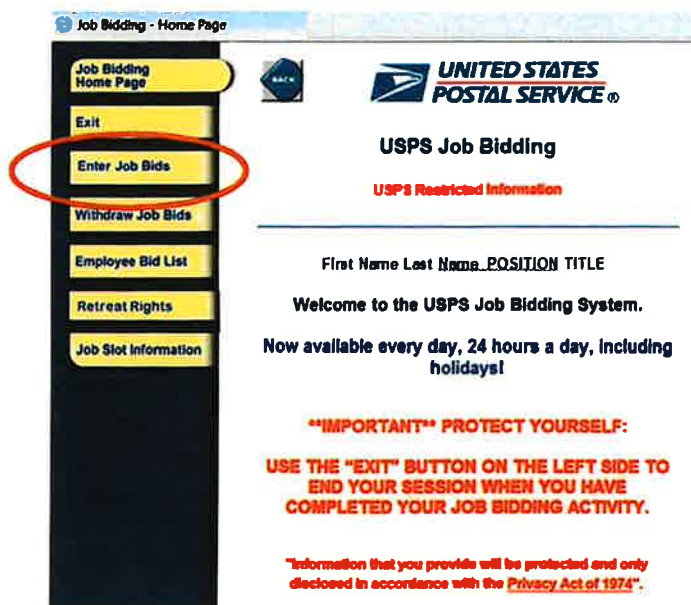 Job Bidding - Home Page
Job Bidding
Home Page
Exit
Enter Job Bids
Withdraw Job Bids
Employee Bid List
Retreat Rights
Job Slot Information
BACK
UNITED STATES
POSTAL SERVICE ®
USPS Job Bidding
USPS Restricted Information
First Name Last Name POSITION TITLE
Welcome to the USPS Job Bidding System.
Now available every day, 24 hours a day, including
holidays!
**IMPORTANT** PROTECT YOURSELF:
USE THE "EXIT" BUTTON ON THE LEFT SIDE TO
END YOUR SESSION WHEN YOU HAVE
COMPLETED YOUR JOB BIDDING ACTIVITY.
"Information that you provide will be protected and only
disclosed in accordance with the Privacy Act of 1974".